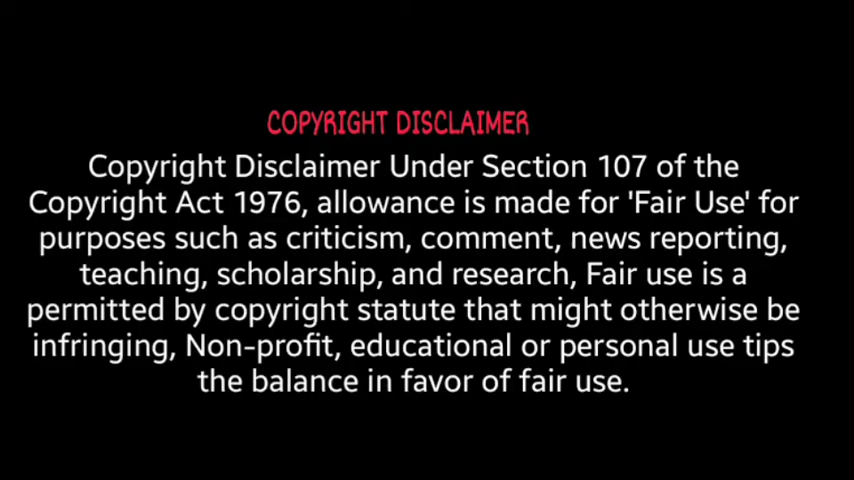 COPYRIGHT DISCLAIMER
Copyright Disclaimer Under Section 107 of the
Copyright Act 1976, allowance is made for 'Fair Use' for
purposes such as criticism, comment, news reporting,
teaching, scholarship, and research, Fair use is a
permitted by copyright statute that might otherwise be
infringing, Non-profit, educational or personal use tips
the balance in favor of fair use.